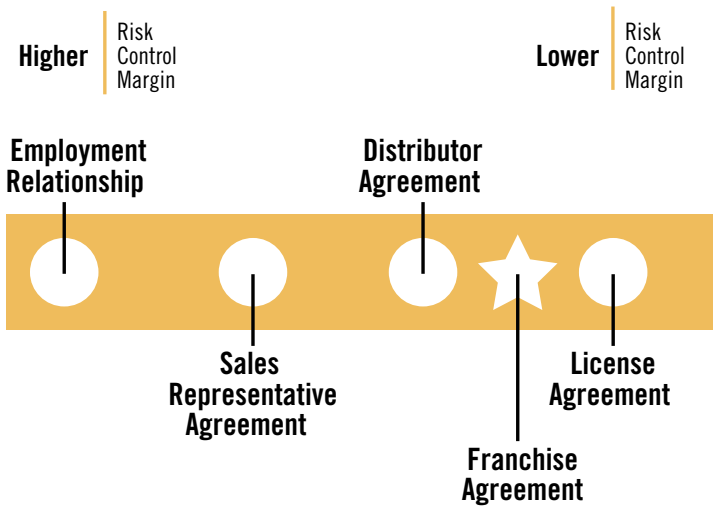 Higher
Risk
Control
Margin
Lower
Risk
Control
Margin
Employment
Relationship
Distributor
Agreement
Sales
Representative
Agreement
License
Agreement
Franchise
Agreement